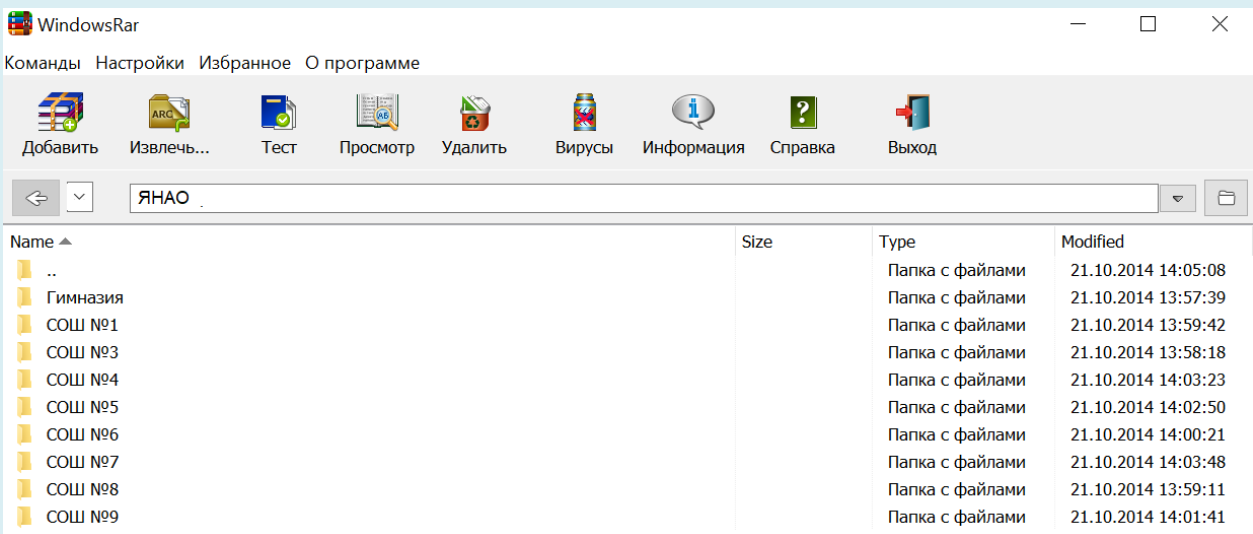 WindowsRar
Команды Настройки Избранное О программе
Добавить Извлечь... Тест Просмотр Удалить Вирусы Информация Справка Выход
ЯНАО
Name Size Type Modified
.. Папка с файлами 21.10.2014 14:05:08
Гимназия Папка с файлами 21.10.2014 13:57:39
СОШ №1 Папка с файлами 21.10.2014 13:59:42
СОШ №3 Папка с файлами 21.10.2014 13:58:18
СОШ №4 Папка с файлами 21.10.2014 14:03:23
СОШ №5 Папка с файлами 21.10.2014 14:02:50
СОШ №6 Папка с файлами 21.10.2014 14:00:21
СОШ №7 Папка с файлами 21.10.2014 14:03:48
СОШ №8 Папка с файлами 21.10.2014 13:59:11
СОШ №9 Папка с файлами 21.10.2014 14:01:41